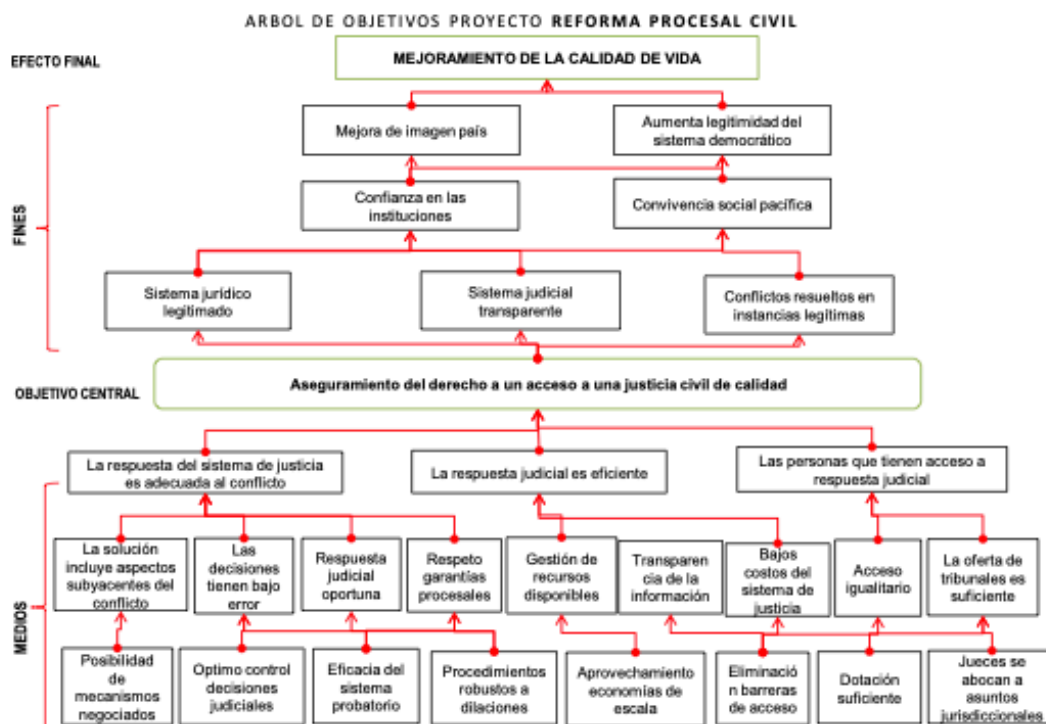 ARBOL DE OBJETIVOS PROYECTO REFORMA PROCESAL CIVIL
EFECTO FINAL
MEJORAMIENTO DE LA CALIDAD DE VIDA
FINES
Mejora de imagen país
Aumenta legitimidad del
sistema democrático
Confianza en las
instituciones
Convivencia social pacífica
Sistema jurídico
legitimado
Sistema judicial
transparente
Conflictos resueltos en
instancias legítimas
OBJETIVO CENTRAL
Aseguramiento del derecho a un acceso a una justicia civil de calidad
MEDIOS
La respuesta del sistema de justicia
es adecuada al conflicto
La respuesta judicial es eficiente
Las personas que tienen acceso a
respuesta judicial
La solución
incluye aspectos
subyacentes del
conflicto
Las
decisiones
tienen bajo
error
Respuesta
judicial
oportuna
Respeto
garantías
procesales
Gestión de
recursos
disponibles
Transparen
cia de la
información
Bajos
costos del
sistema de
justicia
Acceso
igualitario
La oferta de
tribunales es
suficiente
Posibilidad
de
mecanismos
negociados
Optimo control
decisiones
judiciales
Eficacia del
sistema
probatorio
Procedimientos
robustos a
dilaciones
Aprovechamiento
economías de
escala
Eliminació
n barreras
de acceso
Dotación
suficiente
Jueces se
abocan a
asuntos
jurisdiccionales